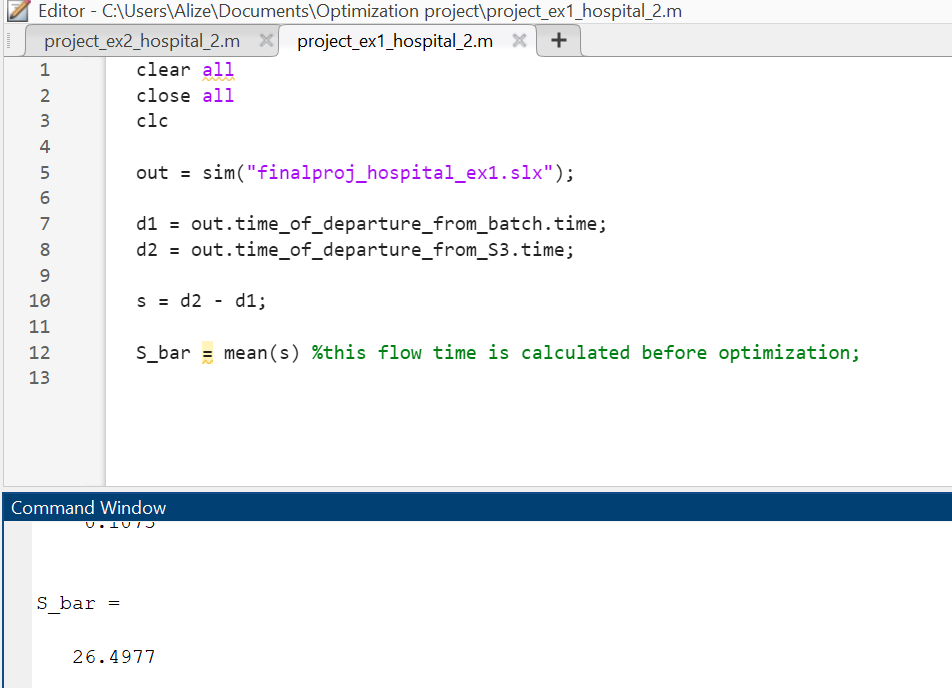 Editor - C:\Users\Alize\Documents\Optimization project\project_ex1_hospital_2.m
project_ex2_hospital_2.m project_ex1_hospital_2.m +
1 clear all
2 close all
3 clc
4
5 out = sim("finalproj_hospital_ex1.slx");
6
7 d1 = out.time_of_departure_from_batch.time;
8 d2 = out.time_of_departure_from_S3.time;
9
10 s = d2 - d1;
11
12 S_bar = mean(s) %this flow time is calculated before optimization;
13
Command Window
S_bar =
26.4977